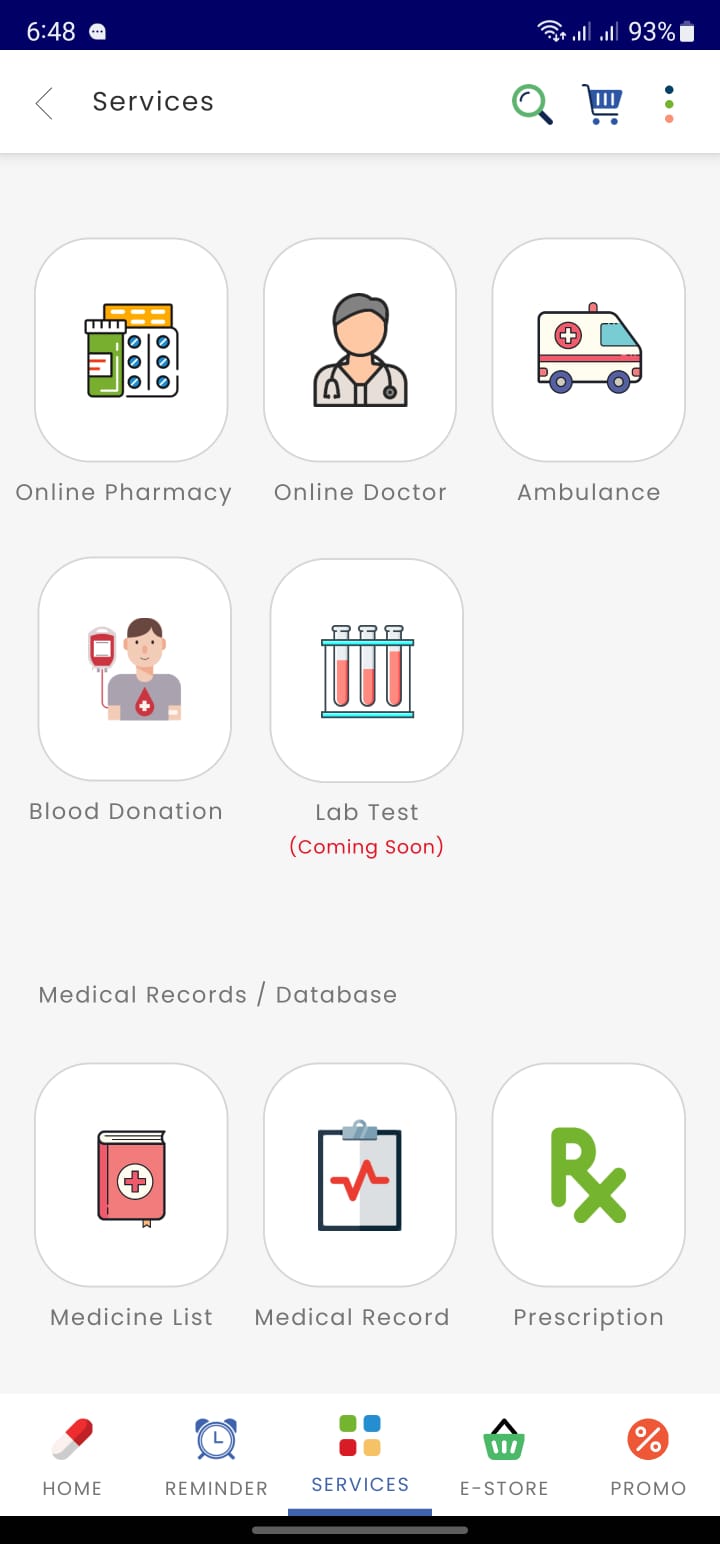 6:48 93%
Services
Online Pharmacy Online Doctor Ambulance
Blood Donation Lab Test
(Coming Soon)
Medical Records / Database
Rx
Medicine List Medical Record Prescription
HOME REMINDER SERVICES E-STORE PROMO